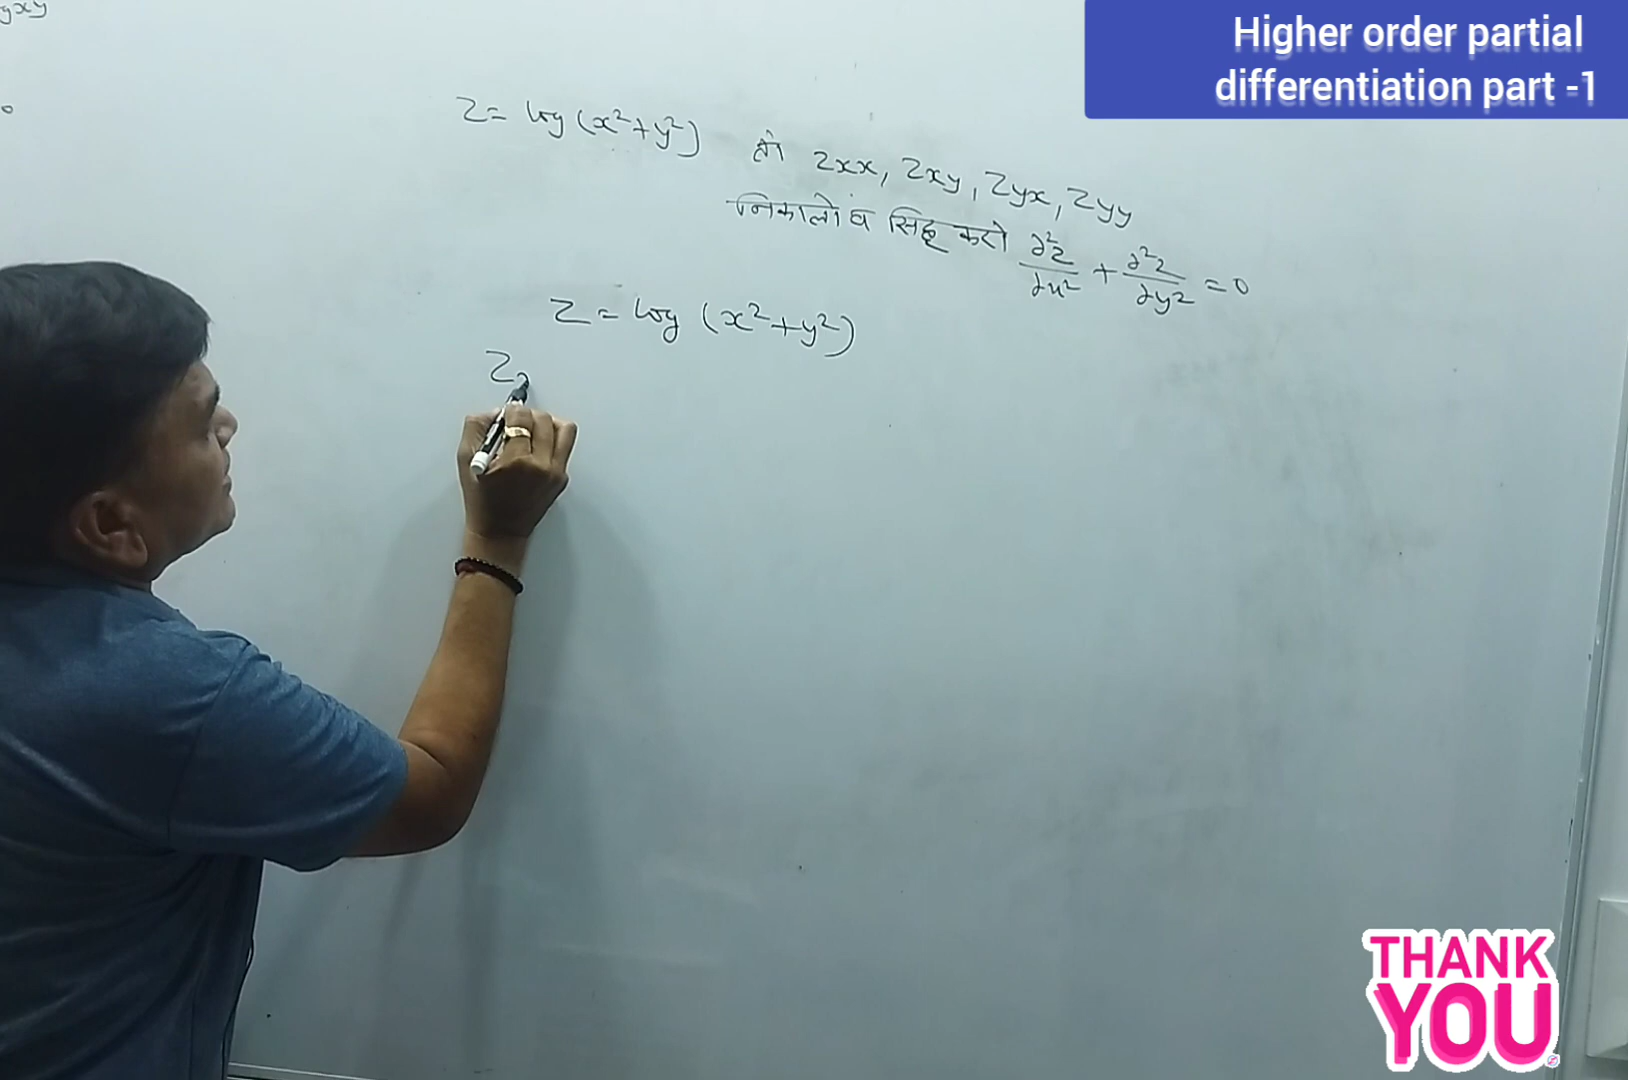 Higher order partial
differentiation part -1
Z = log (x²+y²) तो Zxx, Zxy, Zyx, Zyy
निकालो व सिद्ध करो ∂²z/∂x² + ∂²z/∂y² = 0
Z = log (x²+y²)
Z
THANK
YOU